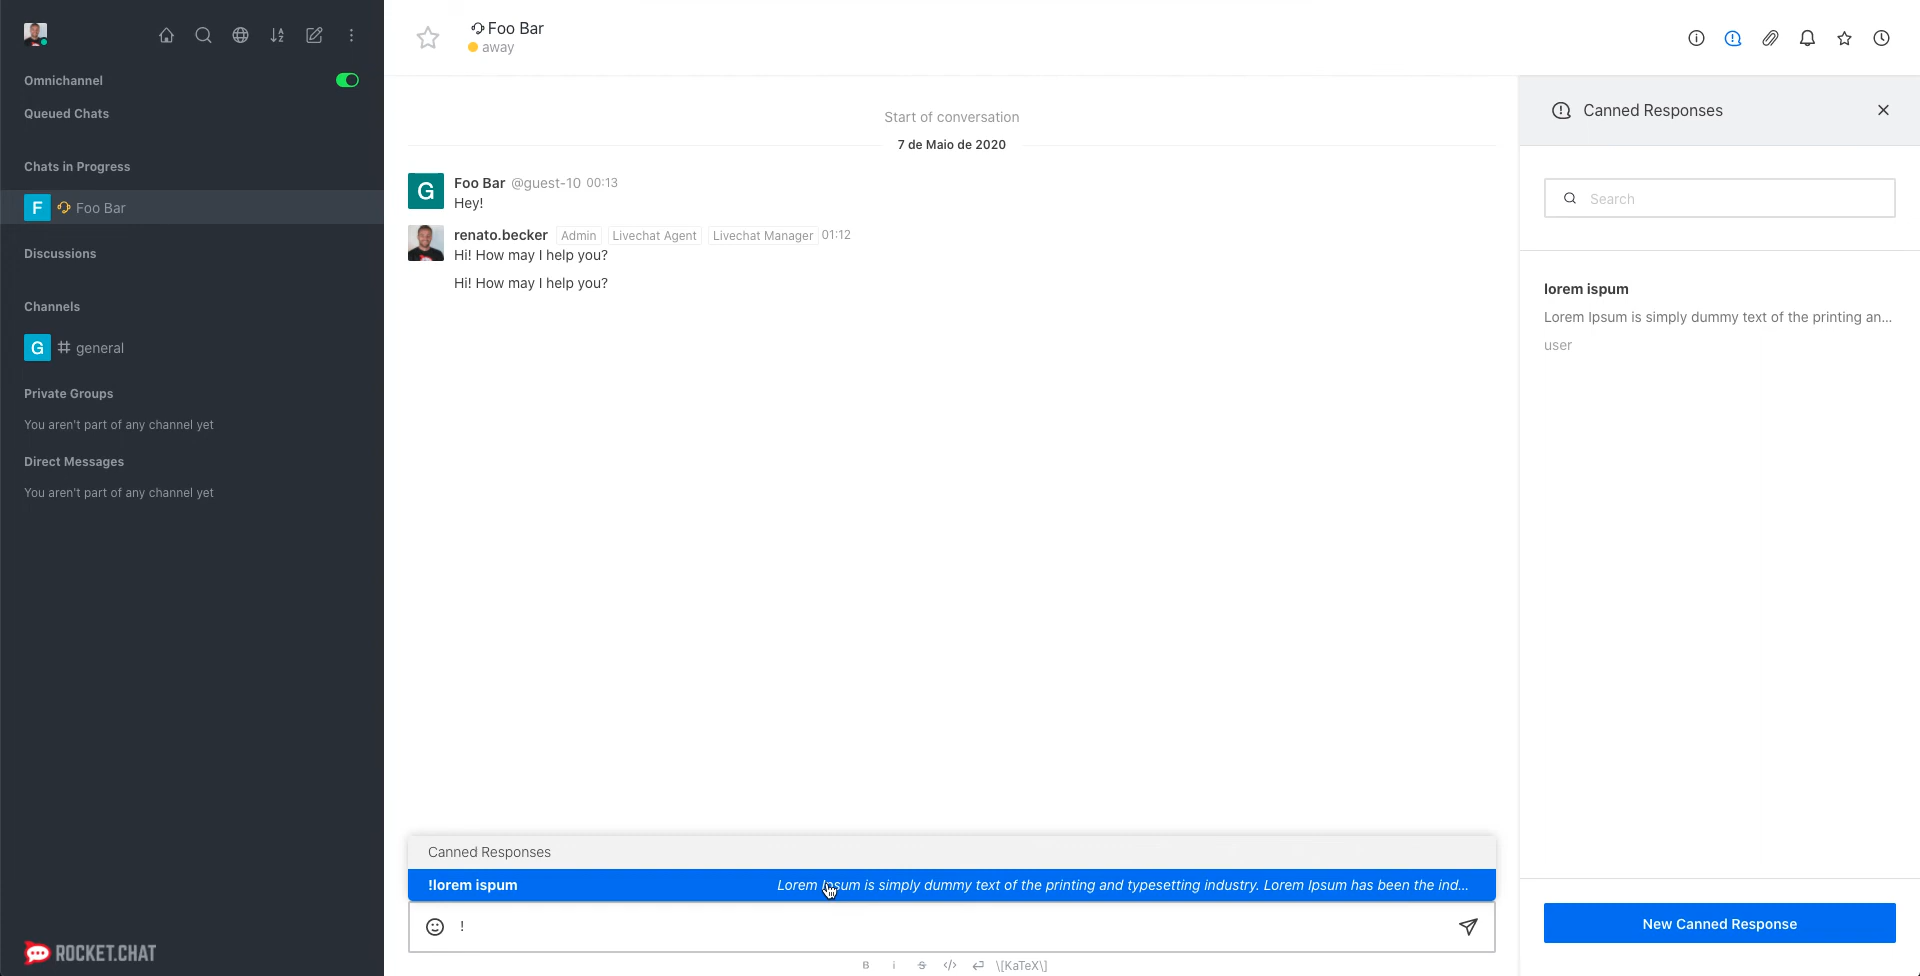 Omnichannel
Queued Chats
Chats in Progress
F Foo Bar
Discussions
Channels
G general
Private Groups
You aren't part of any channel yet
Direct Messages
You aren't part of any channel yet
ROCKET.CHAT
Foo Bar
away
Start of conversation
7 de Maio de 2020
G
Foo Bar @guest-10 00:13
Hey!
renato.becker Admin Livechat Agent Livechat Manager 01:12
Hi! How may I help you?
Hi! How may I help you?
Canned Responses
!lorem ispum Lorem Ipsum is simply dummy text of the printing and typesetting industry. Lorem Ipsum has been the ind...
!
B i S </> \[KaTeX\]
Canned Responses
Search
lorem ispum
Lorem Ipsum is simply dummy text of the printing an...
user
New Canned Response